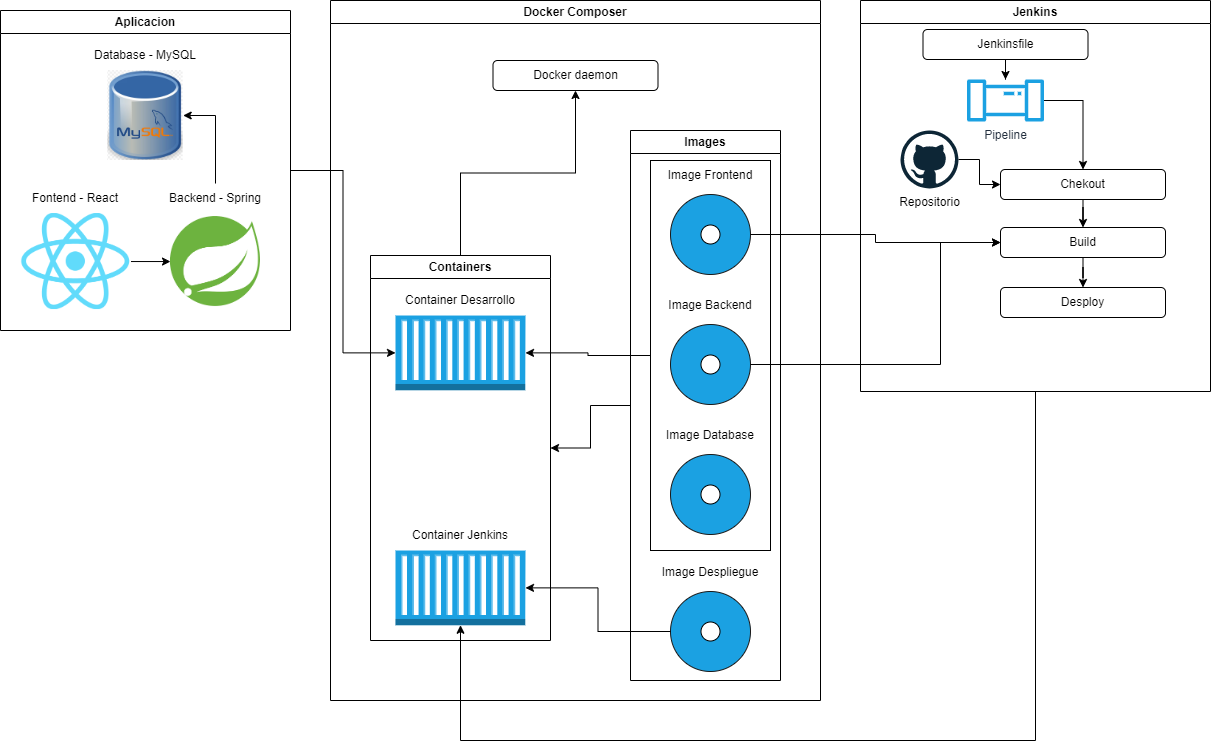 Aplicacion
Database - MySQL
MySQL
Fontend - React
Backend - Spring
Docker Composer
Docker daemon
Images
Image Frontend
Image Backend
Image Database
Image Despliegue
Containers
Container Desarrollo
Container Jenkins
Jenkins
Jenkinsfile
Pipeline
Repositorio
Chekout
Build
Desploy